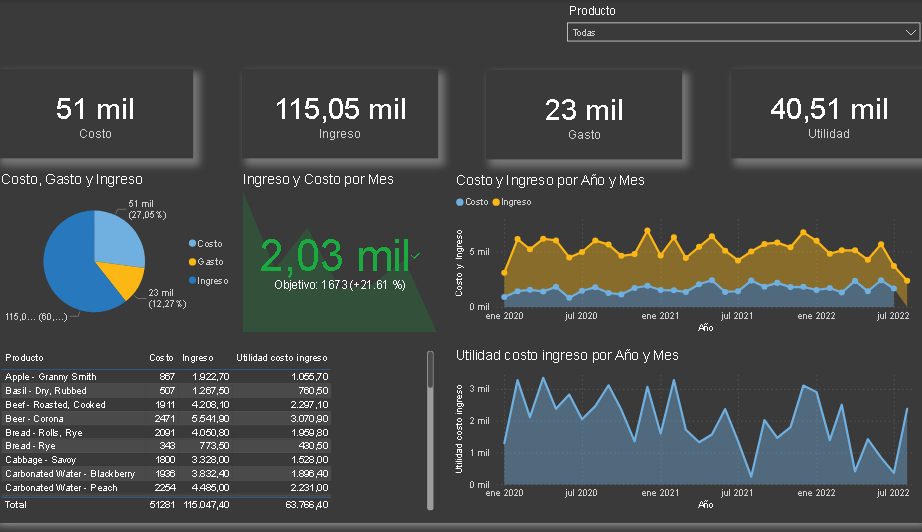 Producto
Todas
51 mil
Costo
115,05 mil
Ingreso
23 mil
Gasto
40,51 mil
Utilidad
Costo, Gasto y Ingreso
51 mil
(27,05%)
Costo
Gasto
Ingreso
23 mil
(12,27%)
115,0... (60,...)
Ingreso y Costo por Mes
2,03 mil
Objetivo: 1673 (+21.61 %)
Costo y Ingreso por Año y Mes
Costo Ingreso
Costo y Ingreso
5 mil
0 mil
ene 2020 jul 2020 ene 2021 jul 2021 ene 2022 jul 2022
Año
Producto Costo Ingreso Utilidad costo ingreso
Apple - Granny Smith 867 1.922,70 1.055,70
Basil - Dry, Rubbed 507 1.267,50 760,50
Beef - Roasted, Cooked 1911 4.208,10 2.297,10
Beer - Corona 2471 5.541,90 3.070,90
Bread - Rolls, Rye 2091 4.050,80 1.959,80
Bread - Rye 343 773,50 430,50
Cabbage - Savoy 1800 3.328,00 1.528,00
Carbonated Water - Blackberry 1936 3.832,40 1.896,40
Carbonated Water - Peach 2254 4.485,00 2.231,00
Total 51281 115.047,40 63.766,40
Utilidad costo ingreso por Año y Mes
Utilidad costo ingreso
3 mil
2 mil
1 mil
0 mil
ene 2020 jul 2020 ene 2021 jul 2021 ene 2022 jul 2022
Año